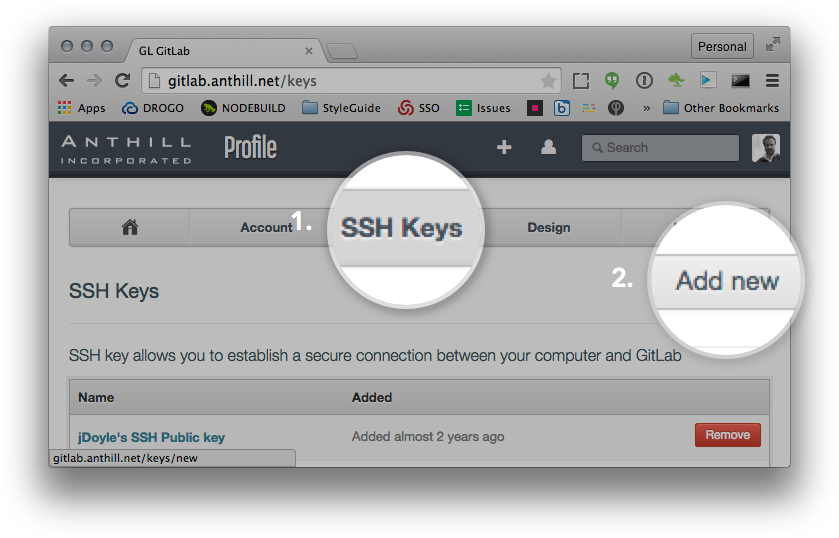 GL GitLab
Personal
gitlab.anthill.net/keys
Apps DROGO NODEBUILD StyleGuide SSO Issues » Other Bookmarks
ANTHILL
INCORPORATED
Profile
Search
Account
1.
SSH Keys
Design
2.
Add new
SSH Keys
SSH key allows you to establish a secure connection between your computer and GitLab
Name Added
jDoyle's SSH Public key Added almost 2 years ago Remove
gitlab.anthill.net/keys/new